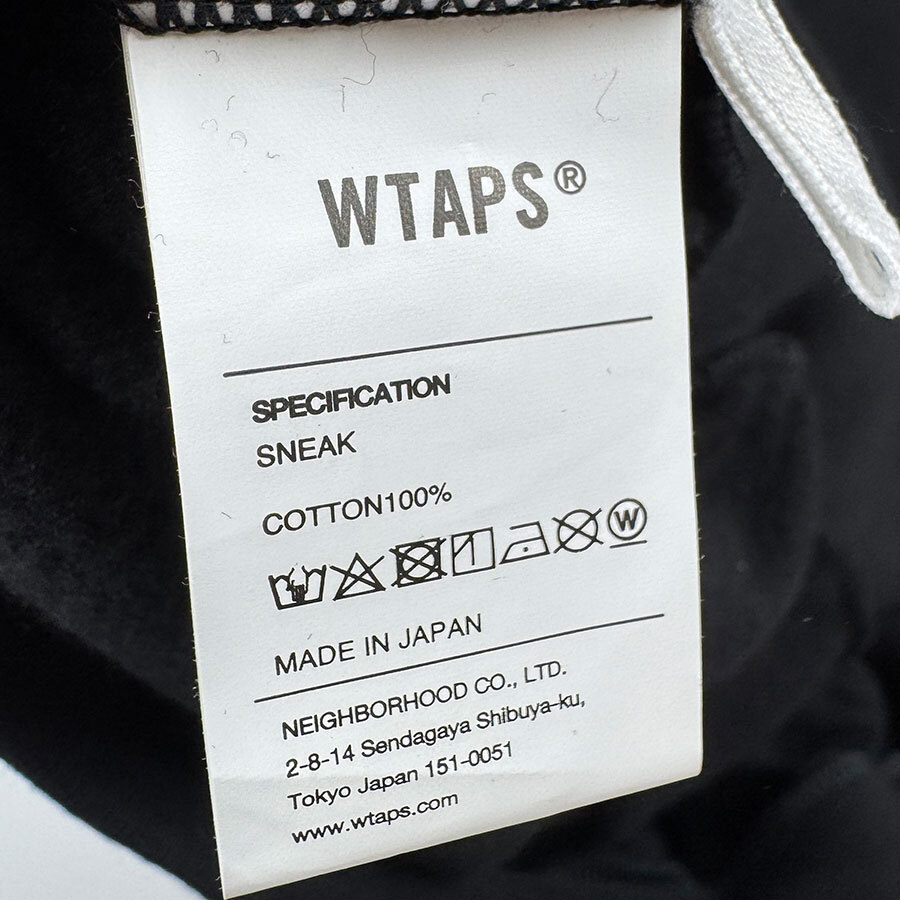 WTAPS®
SPECIFICATION
SNEAK
COTTON100%
W
MADE IN JAPAN
NEIGHBORHOOD CO., LTD.
2-8-14 Sendagaya Shibuya-ku,
Tokyo Japan 151-0051
www.wtaps.com